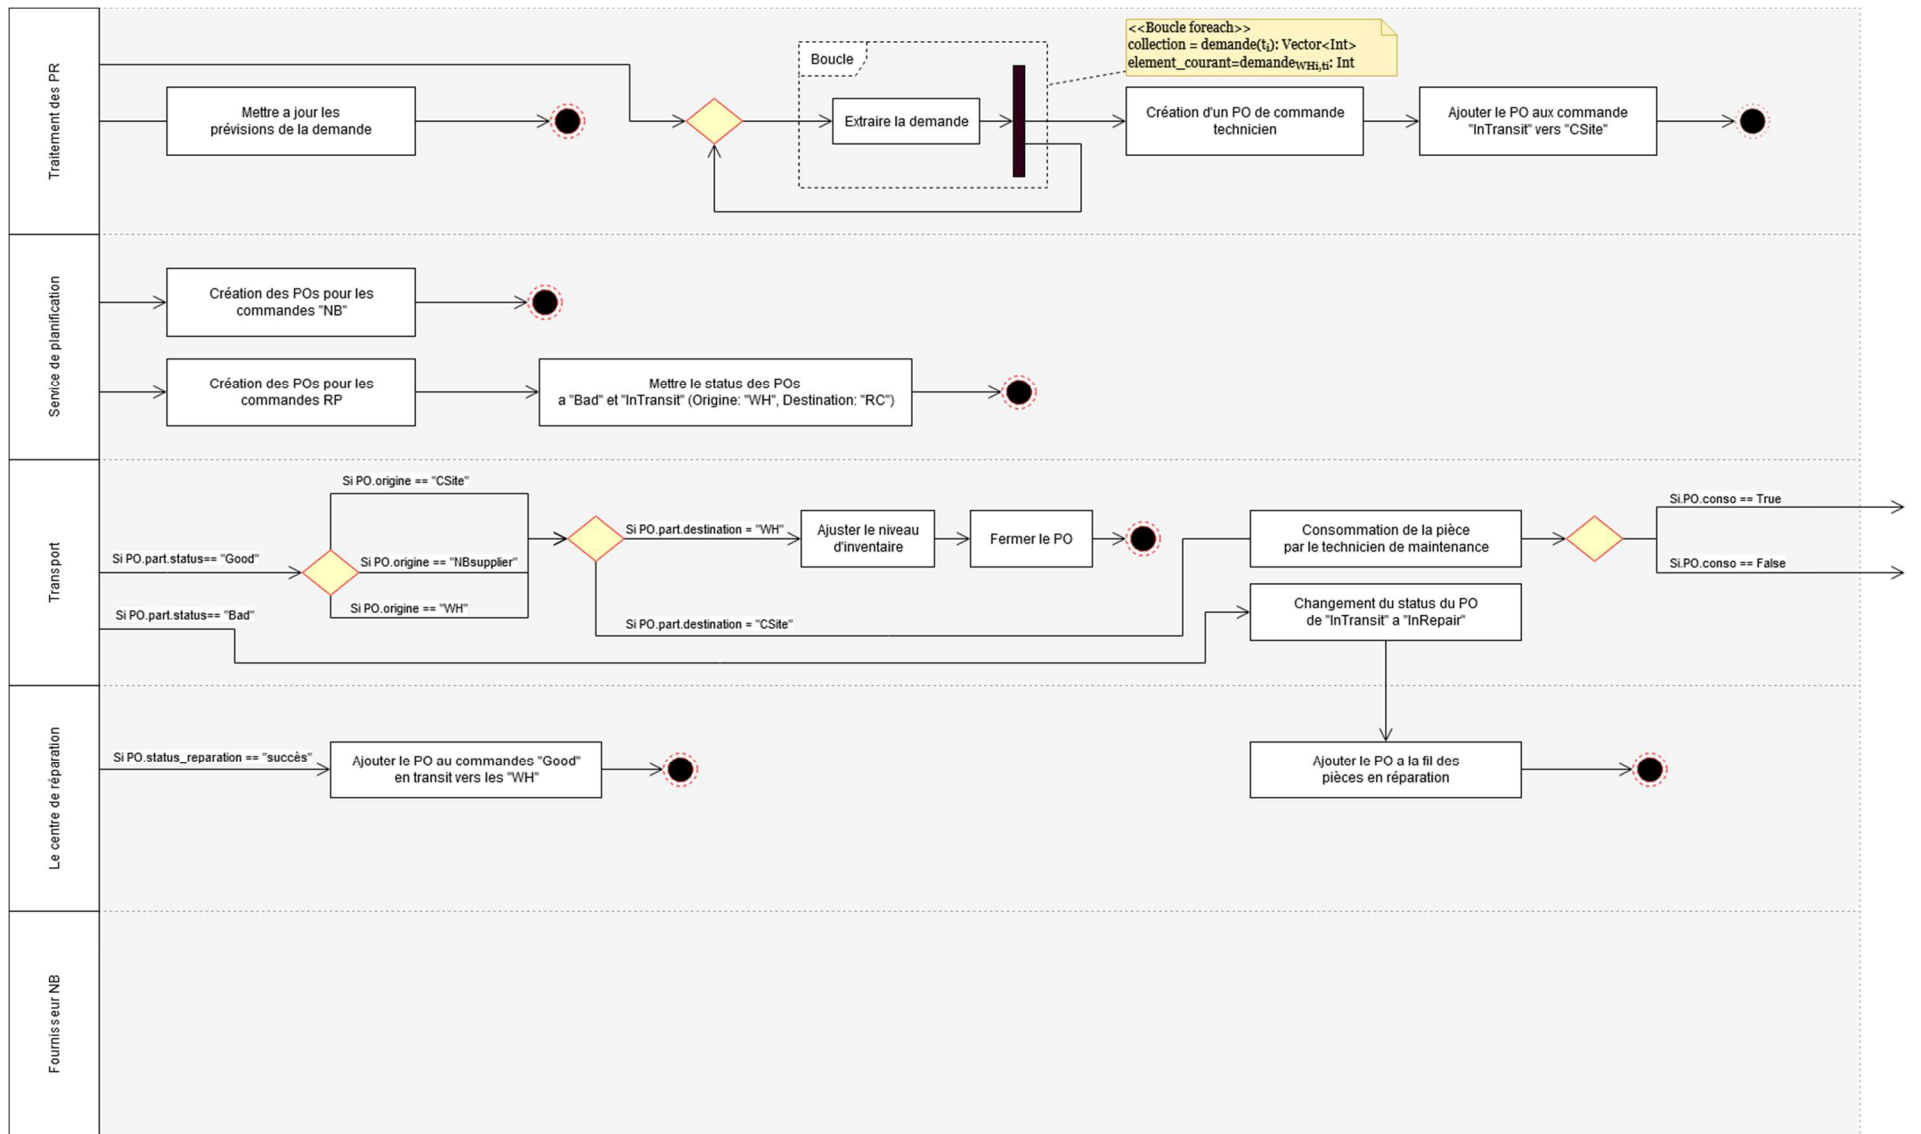 Traitement des PR
Mettre a jour les
prévisions de la demande
Boucle
Extraire la demande
<<Boucle foreach>>
collection = demande(ti): Vector<Int>
element_courant=demandeWHi,ti: Int
Création d'un PO de commande
technicien
Ajouter le PO aux commande
"InTransit" vers "CSite"
Service de planification
Création des POs pour les
commandes "NB"
Création des POs pour les
commandes RP
Mettre le status des POs
a "Bad" et "InTransit" (Origine: "WH", Destination: "RC")
Transport
Si PO.part.status== "Good"
Si PO.part.status== "Bad"
Si PO.origine == "CSite"
Si PO.origine == "NBsupplier"
Si PO.origine == "WH"
Si PO.part.destination = "WH"
Si PO.part.destination = "CSite"
Ajuster le niveau
d'inventaire
Fermer le PO
Consommation de la pièce
par le technicien de maintenance
Changement du status du PO
de "InTransit" a "InRepair"
Si.PO.conso == True
Si.PO.conso == False
Le centre de réparation
Si PO.status_reparation == "succès"
Ajouter le PO au commandes "Good"
en transit vers les "WH"
Ajouter le PO a la fil des
pièces en réparation
Fournisseur NB